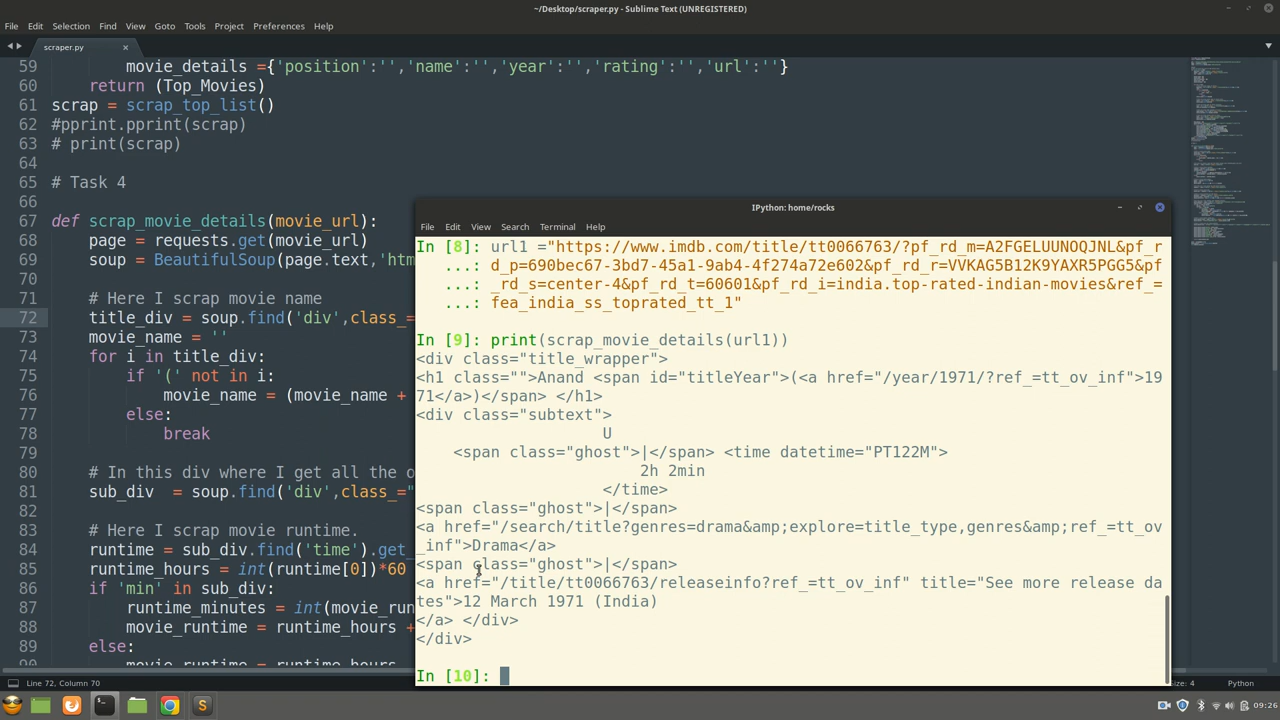 ~/Desktop/scraper.py - Sublime Text (UNREGISTERED)
File Edit Selection Find View Goto Tools Project Preferences Help
scraper.py
59 movie_details ={'position':'','name':'','year':'','rating':'','url':''}
60 return (Top_Movies)
61 scrap = scrap_top_list()
62 #pprint.pprint(scrap)
63 # print(scrap)
64
65 # Task 4
66
67 def scrap_movie_details(movie_url):
68 page = requests.get(movie_url)
69 soup = BeautifulSoup(page.text,'htm
70
71 # Here I scrap movie name
72 title_div = soup.find('div',class_=
73 movie_name = ''
74 for i in title_div:
75 if '(' not in i:
76 movie_name = (movie_name +
77 else:
78 break
79
80 # In this div where I get all the o
81 sub_div  = soup.find('div',class_="
82
83 # Here I scrap movie runtime.
84 runtime = sub_div.find('time').get_
85 runtime_hours = int(runtime[0])*60
86 if 'min' in sub_div:
87 runtime_minutes = int(movie_run
88 movie_runtime = runtime_hours +
89 else:
90 movie_runtime = runtime_hours
IPython: home/rocks
File Edit View Search Terminal Help
In [8]: url1 ="https://www.imdb.com/title/tt0066763/?pf_rd_m=A2FGELUUNOQJNL&pf_r
...: d_p=690bec67-3bd7-45a1-9ab4-4f274a72e602&pf_rd_r=VVKAG5B12K9YAXR5PGG5&pf
...: _rd_s=center-4&pf_rd_t=60601&pf_rd_i=india.top-rated-indian-movies&ref_=
...: fea_india_ss_toprated_tt_1"
In [9]: print(scrap_movie_details(url1))
<div class="title_wrapper">
<h1 class="">Anand <span id="titleYear">(<a href="/year/1971/?ref_=tt_ov_inf">19
71</a>)</span> </h1>
<div class="subtext">
U
<span class="ghost">|</span> <time datetime="PT122M">
2h 2min
</time>
<span class="ghost">|</span>
<a href="/search/title?genres=drama&amp;explore=title_type,genres&amp;ref_=tt_ov
_inf">Drama</a>
<span class="ghost">|</span>
<a href="/title/tt0066763/releaseinfo?ref_=tt_ov_inf" title="See more release da
tes">12 March 1971 (India)
</a> </div>
</div>
In [10]:
Line 72, Column 70
Size: 4 Python
09:26